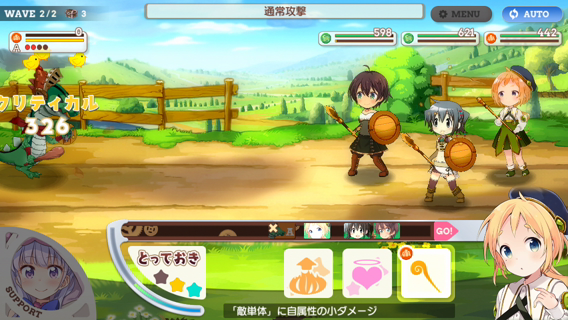 WAVE 2/2 3
通常攻撃
MENU
AUTO
0
A
598
621
442
クリティカル
526
A
GO!
とっておき
SUPPORT
「敵単体」に自属性の小ダメージ